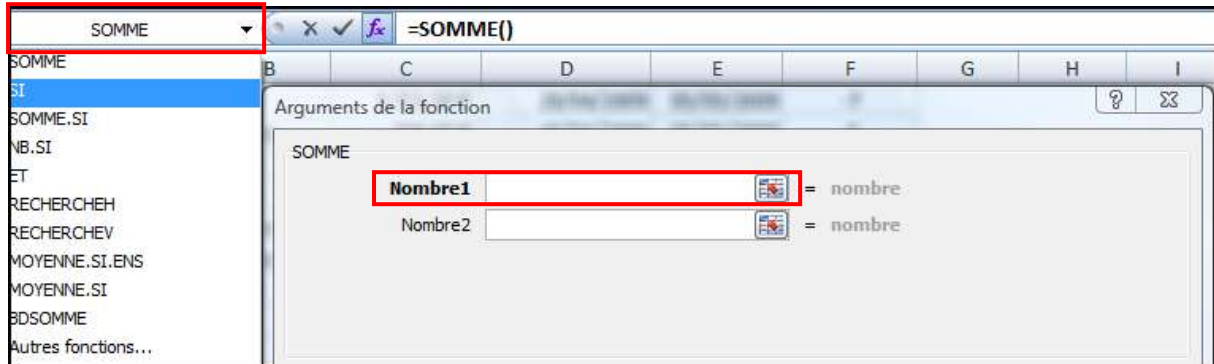 SOMME
=SOMME()
B C D E F G H I
SOMME
SI
SOMME.SI
NB.SI
ET
RECHERCHEH
RECHERCHEV
MOYENNE.SI.ENS
MOYENNE.SI
BDSOMME
Autres fonctions...
Arguments de la fonction
SOMME
Nombre1 = nombre
Nombre2 = nombre